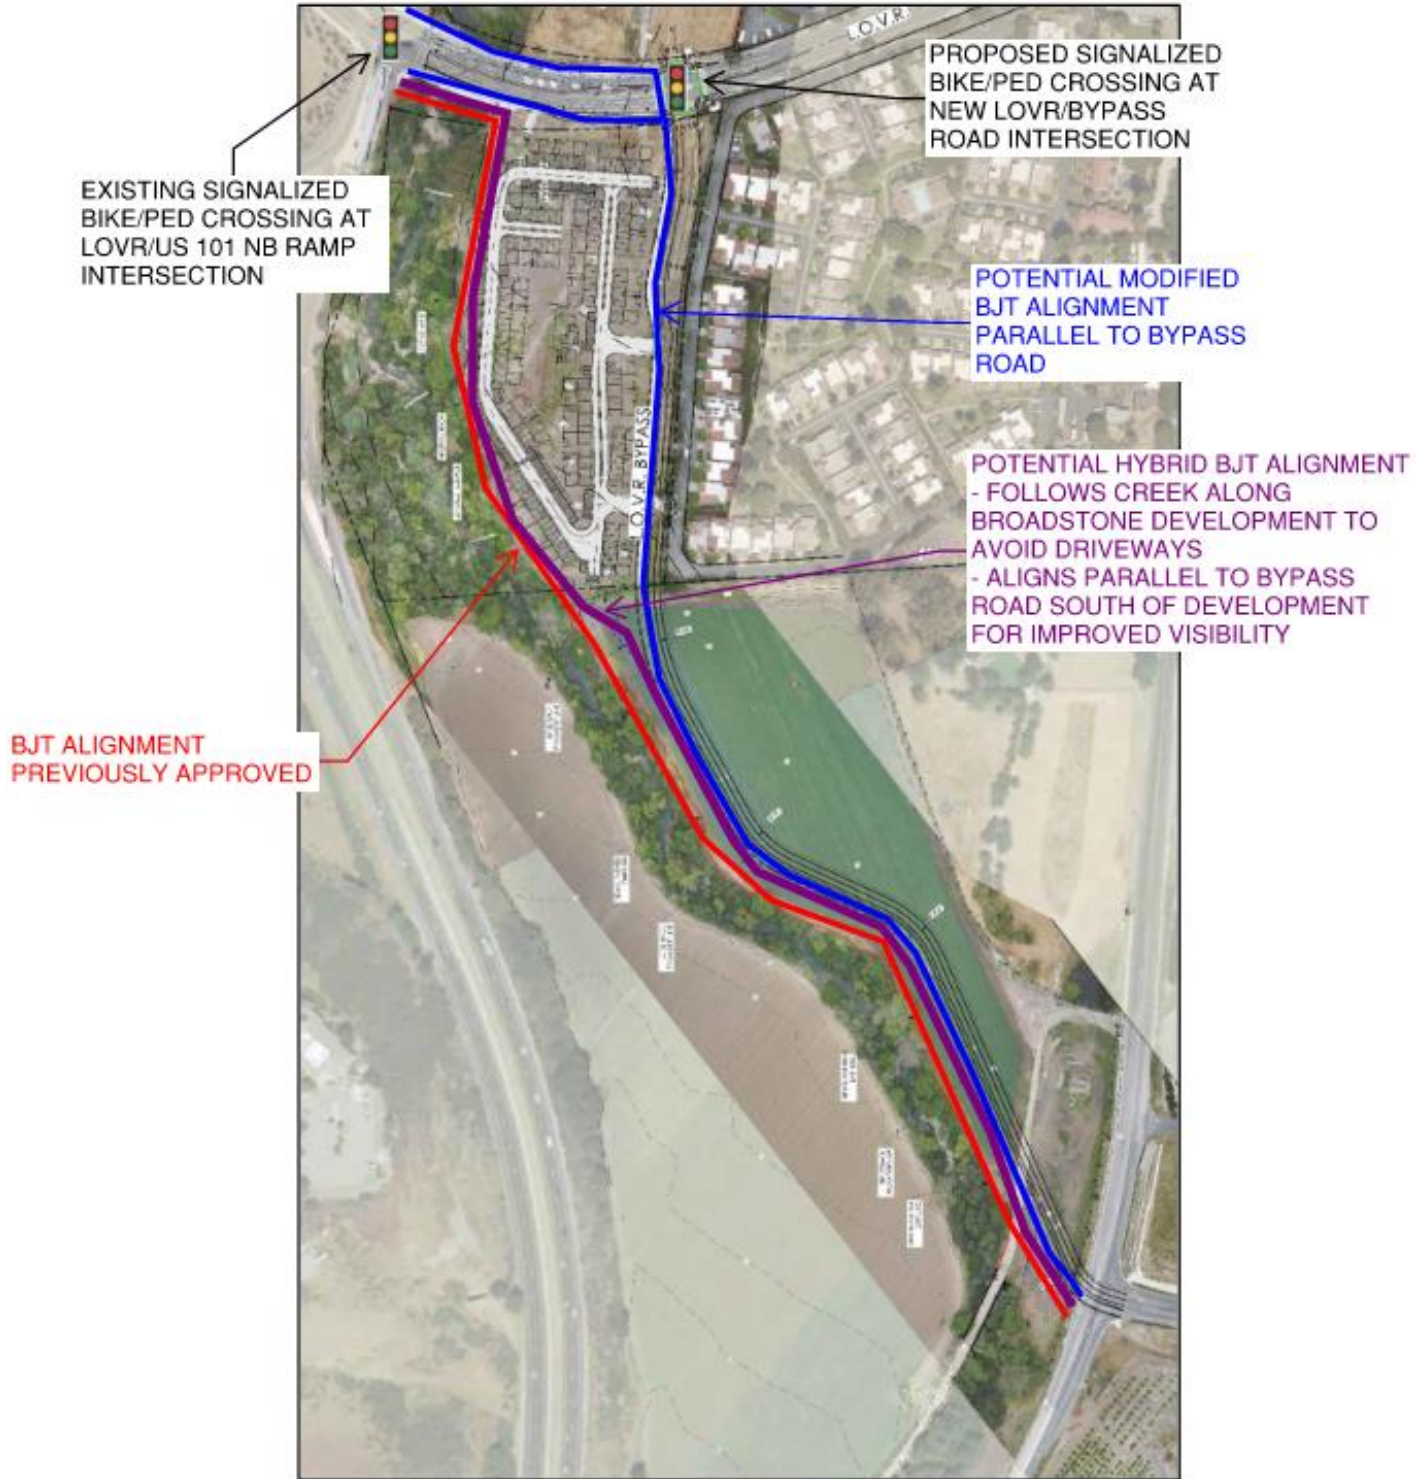 L.O.V.R.
PROPOSED SIGNALIZED
BIKE/PED CROSSING AT
NEW LOVR/BYPASS
ROAD INTERSECTION
EXISTING SIGNALIZED
BIKE/PED CROSSING AT
LOVR/US 101 NB RAMP
INTERSECTION
POTENTIAL MODIFIED
BJT ALIGNMENT
PARALLEL TO BYPASS
ROAD
L.O.V.R. BYPASS
POTENTIAL HYBRID BJT ALIGNMENT
- FOLLOWS CREEK ALONG
BROADSTONE DEVELOPMENT TO
AVOID DRIVEWAYS
- ALIGNS PARALLEL TO BYPASS
ROAD SOUTH OF DEVELOPMENT
FOR IMPROVED VISIBILITY
BJT ALIGNMENT
PREVIOUSLY APPROVED